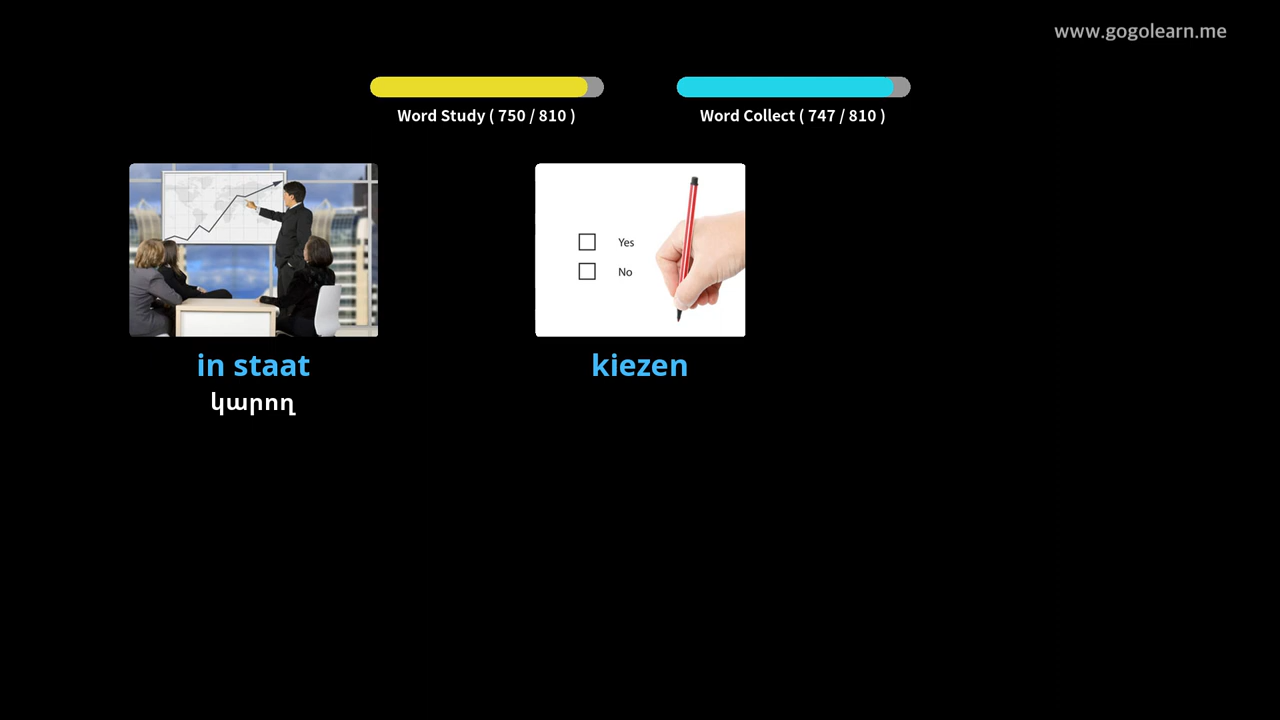 www.gogolearn.me
Word Study ( 750 / 810 )
Word Collect ( 747 / 810 )
Yes
No
in staat
kiezen
կարող